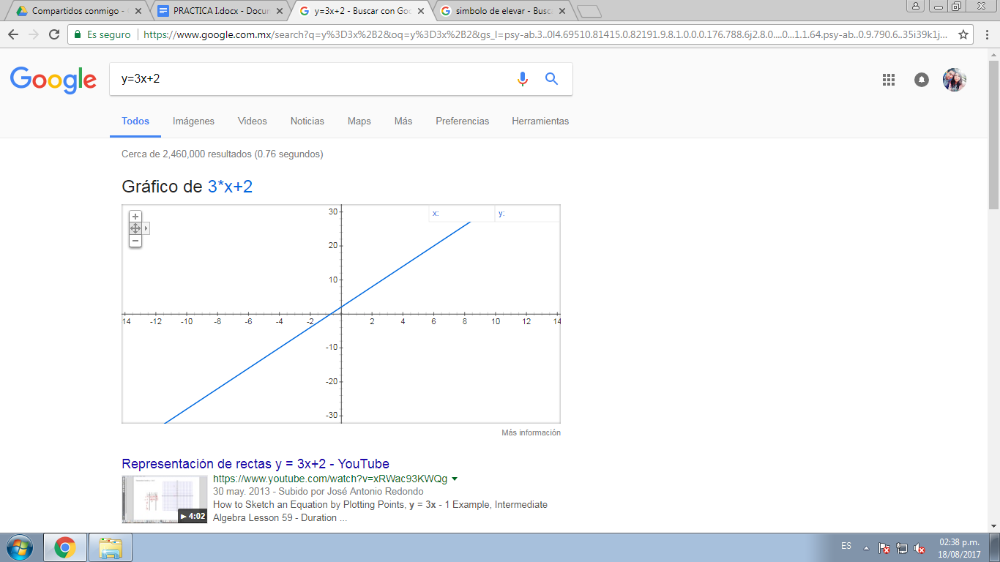 Compartidos conmigo -
PRACTICA I.docx - Docu
y=3x+2 - Buscar con Goo
simbolo de elevar - Busc
Es seguro
https://www.google.com.mx/search?q=y%3D3x%2B2&oq=y%3D3x%2B2&gs_l=psy-ab.3..0l4.69510.81415.0.82191.9.8.1.0.0.0.176.788.6j2.8.0....0...1.1.64.psy-ab..0.9.790.6..35i39k1j...
Google
y=3x+2
Todos Imágenes Videos Noticias Maps Más Preferencias Herramientas
Cerca de 2,460,000 resultados (0.76 segundos)
Gráfico de 3*x+2
x: y:
30
20
10
14 -12 -10 -8 -6 -4 -2 2 4 6 8 10 12 14
-10
-20
-30
Más información
Representación de rectas y = 3x+2 - YouTube
https://www.youtube.com/watch?v=xRWac93KWQg
30 may. 2013 - Subido por José Antonio Redondo
How to Sketch an Equation by Plotting Points, y = 3x - 1 Example, Intermediate
Algebra Lesson 59 - Duration ...
4:02
ES
02:38 p.m.
18/08/2017